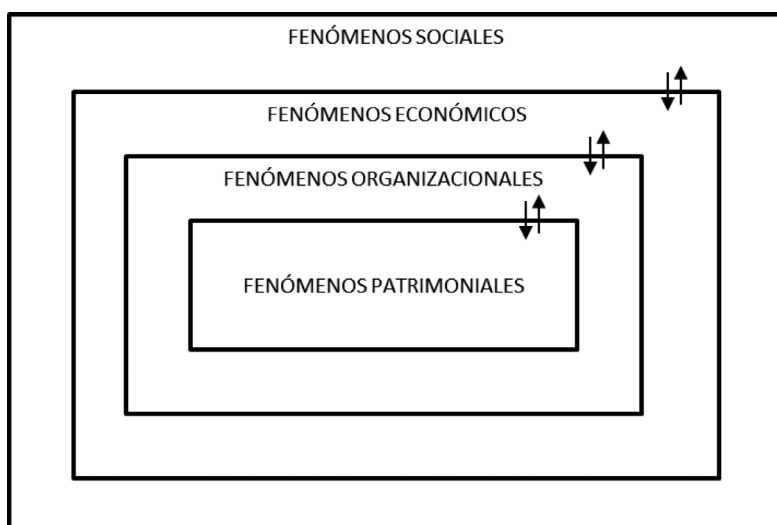 FENÓMENOS SOCIALES
FENÓMENOS ECONÓMICOS
FENÓMENOS ORGANIZACIONALES
FENÓMENOS PATRIMONIALES